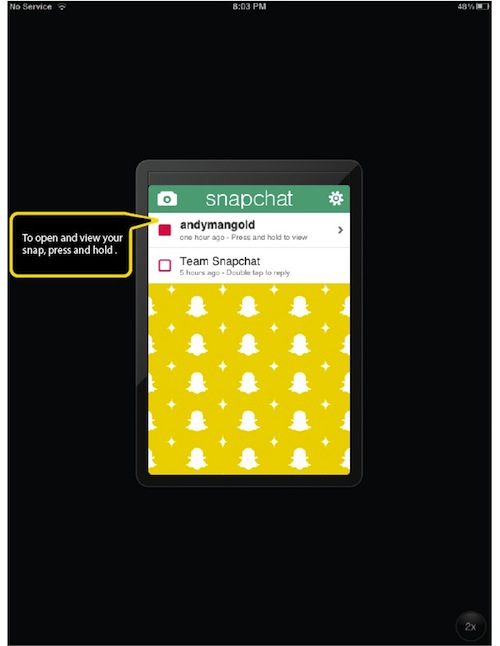 No Service 8:03 PM 48%
snapchat
andymangold
one hour ago - Press and hold to view
To open and view your
snap, press and hold .
Team Snapchat
5 hours ago - Double tap to reply
2x